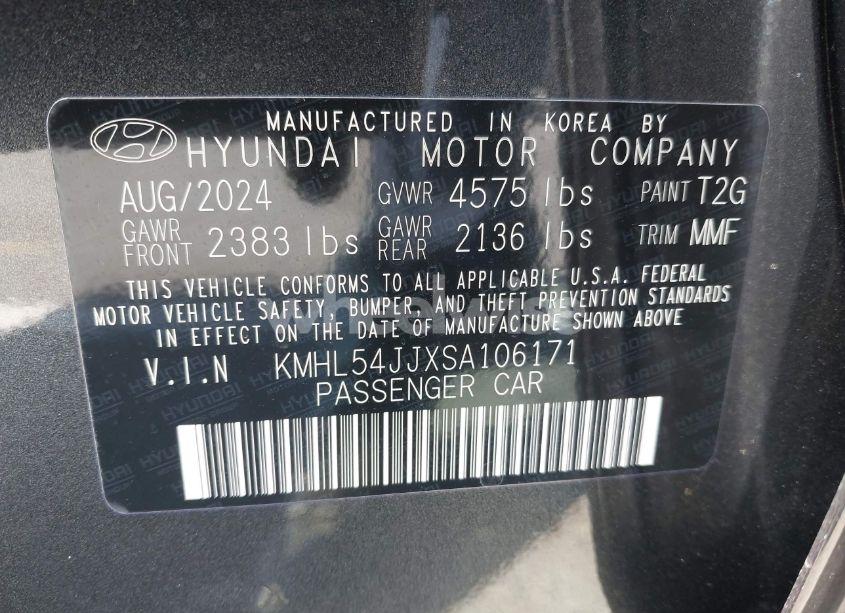 MANUFACTURED IN KOREA BY
HYUNDAI MOTOR COMPANY
AUG/2024 GVWR 4575 lbs PAINT T2G
GAWR FRONT 2383 lbs GAWR REAR 2136 lbs TRIM MMF
THIS VEHICLE CONFORMS TO ALL APPLICABLE U.S.A. FEDERAL
MOTOR VEHICLE SAFETY, BUMPER, AND THEFT PREVENTION STANDARDS
IN EFFECT ON THE DATE OF MANUFACTURE SHOWN ABOVE
V.I.N KMHL54JJXSA106171
PASSENGER CAR